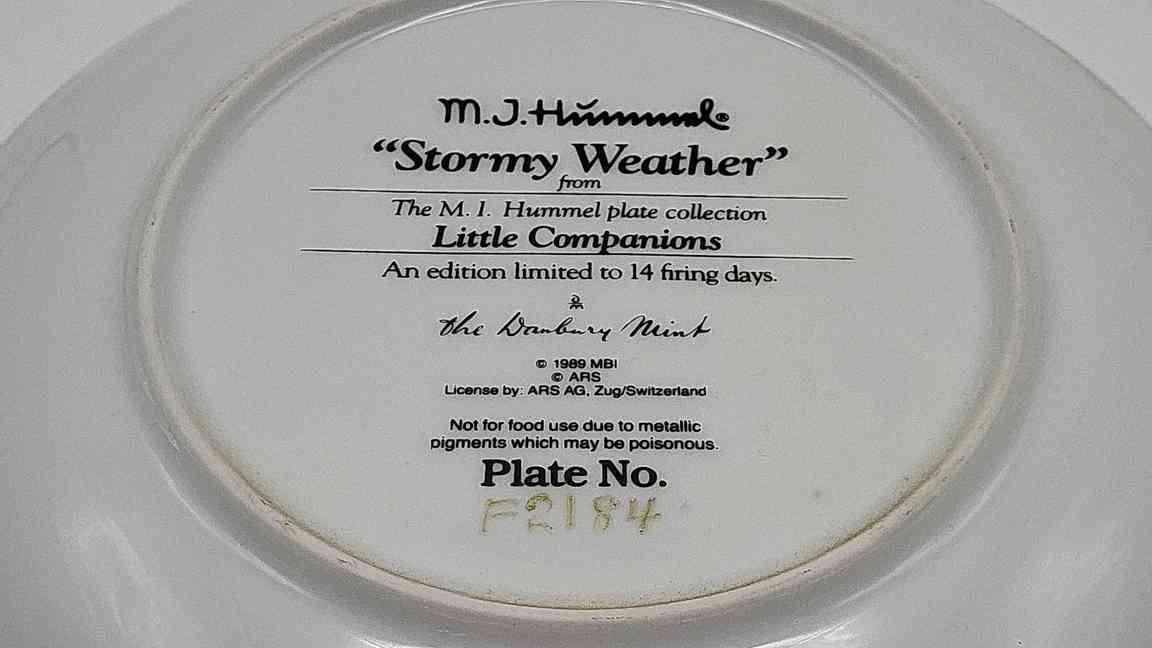 M.J.Hummel®
“Stormy Weather”
from
The M. I. Hummel plate collection
Little Companions
An edition limited to 14 firing days.
the Danbury Mint
© 1989 MBI
© ARS
License by: ARS AG, Zug/Switzerland
Not for food use due to metallic
pigments which may be poisonous.
Plate No.
F2184